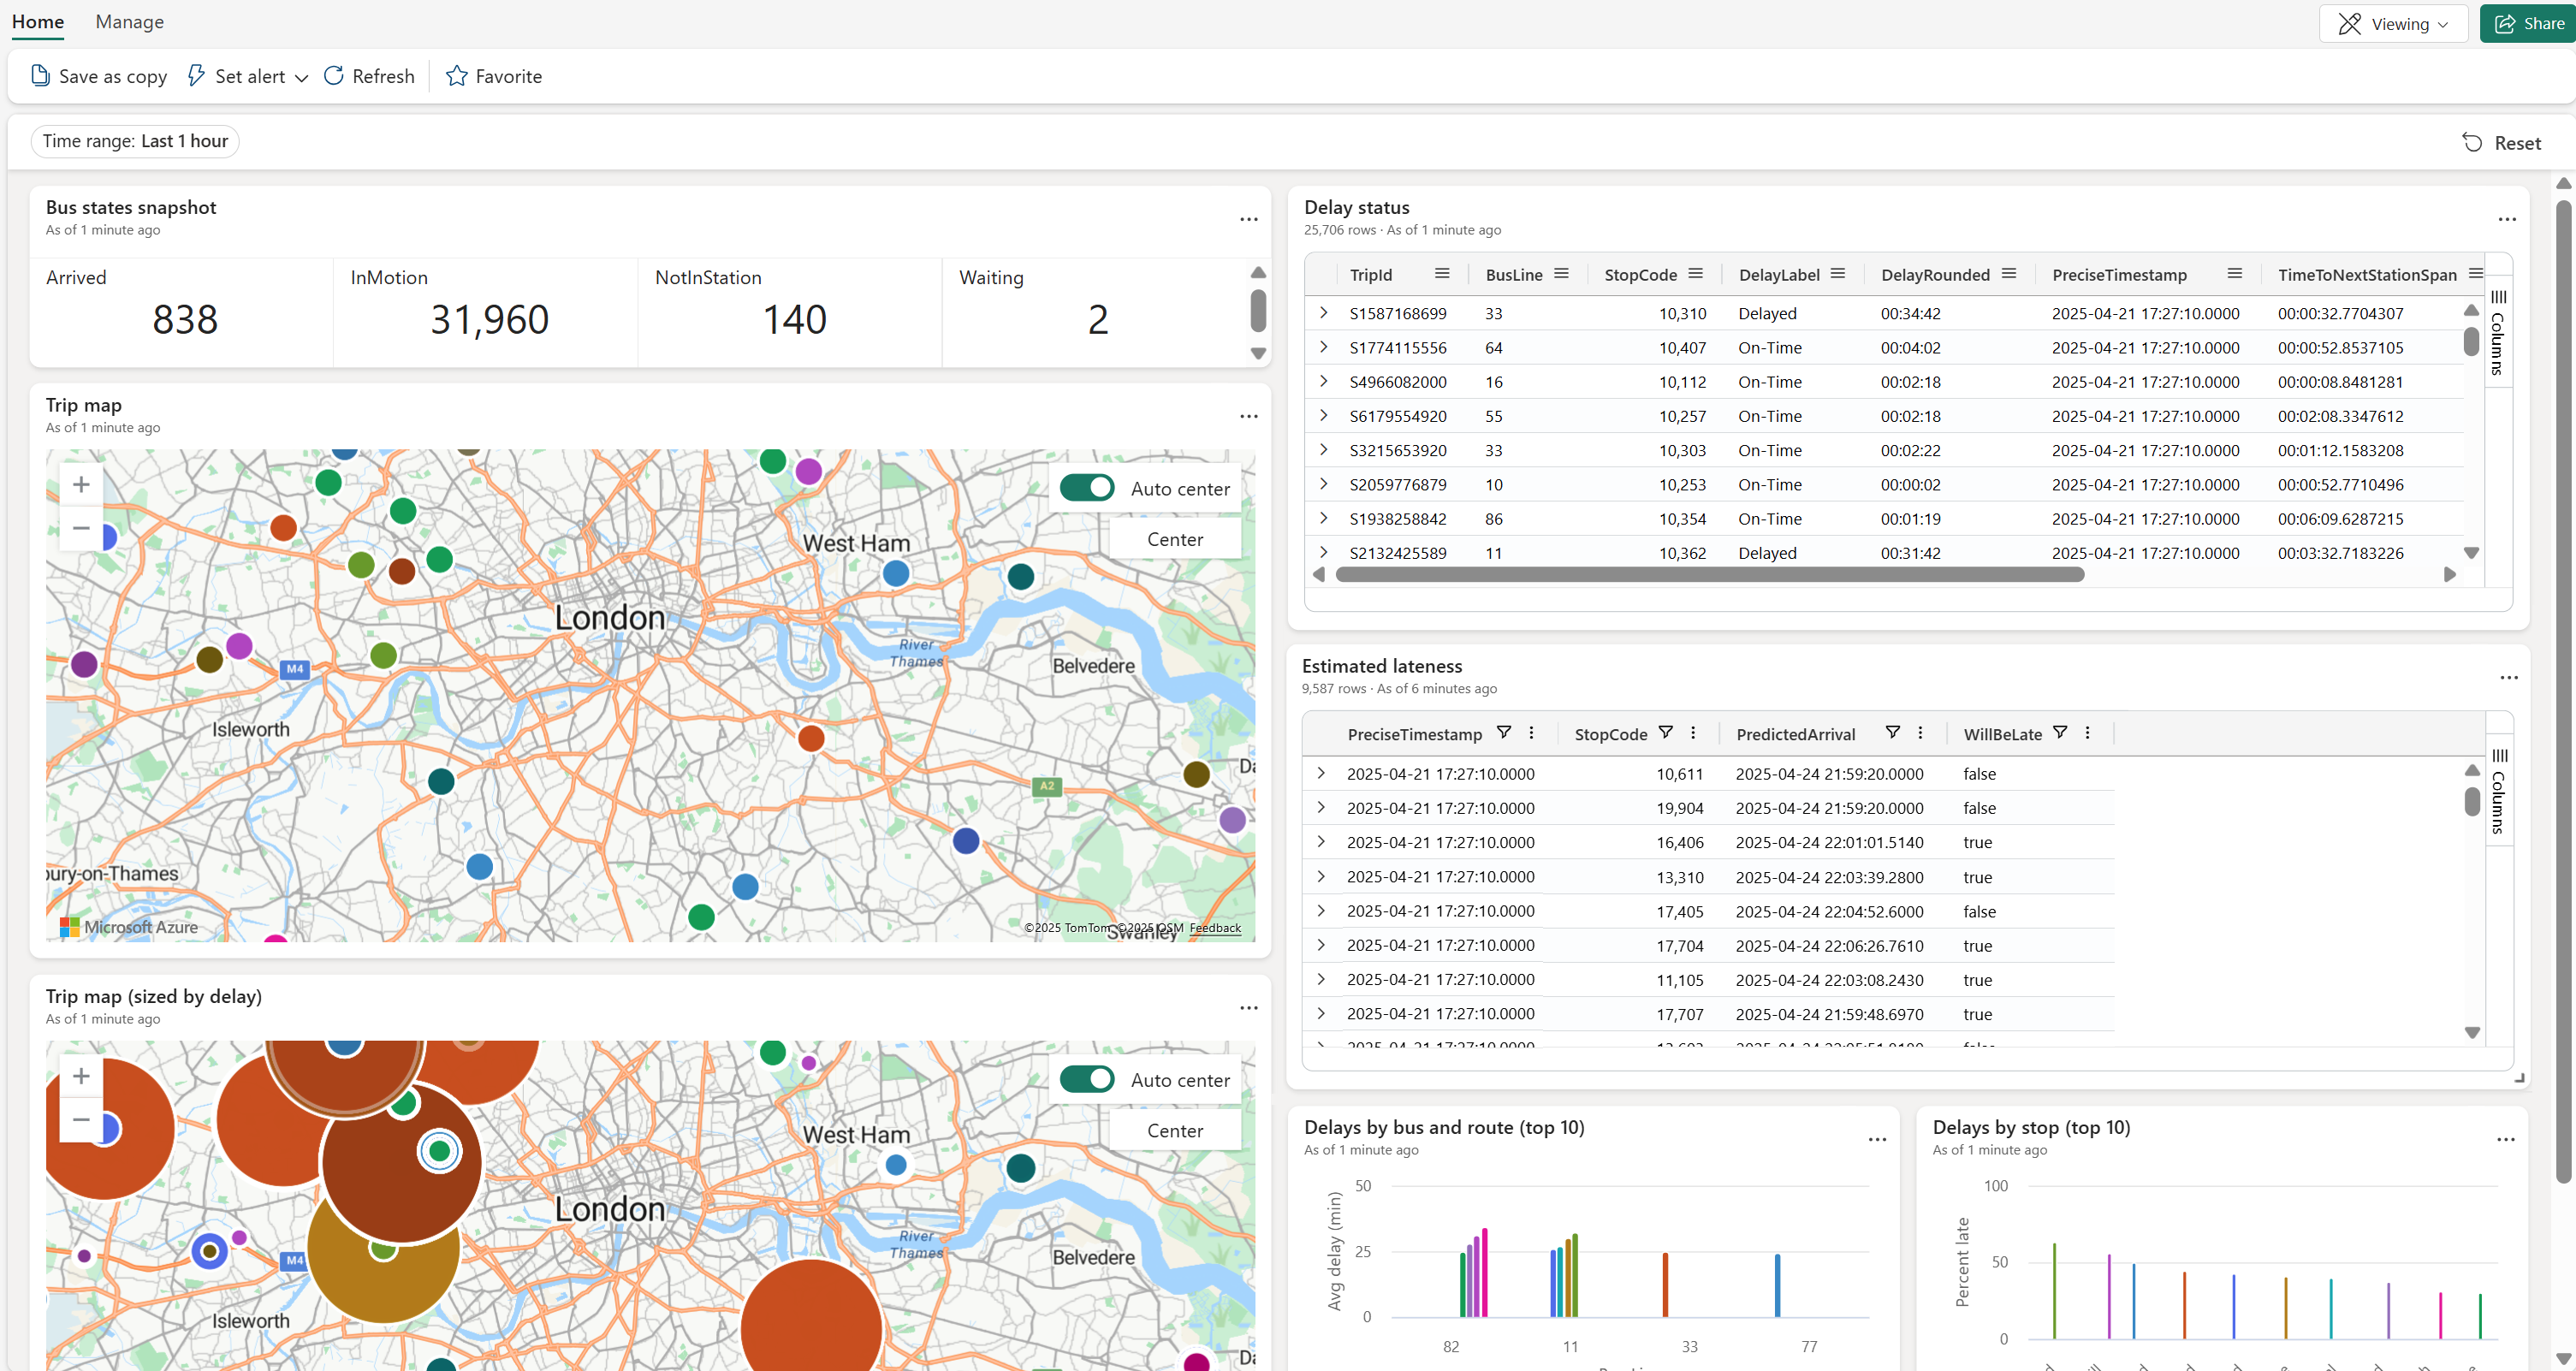 Home Manage Viewing Share
Save as copy Set alert Refresh Favorite
Time range: Last 1 hour Reset
Bus states snapshot
As of 1 minute ago
Arrived InMotion NotInStation Waiting
838 31,960 140 2
Trip map
As of 1 minute ago
+
−
Auto center
Center
West Ham
London
River
Thames
M4
Belvedere
Isleworth
A2
Da
bury-on-Thames
Swanley
Microsoft Azure
©2025 TomTom ©2025 OSM Feedback
Trip map (sized by delay)
As of 1 minute ago
+
−
Auto center
Center
West Ham
London
River
Thames
M4
Belvedere
Isleworth
Da
Delay status
25,706 rows · As of 1 minute ago
TripId BusLine StopCode DelayLabel DelayRounded PreciseTimestamp TimeToNextStationSpan
S1587168699 33 10,310 Delayed 00:34:42 2025-04-21 17:27:10.0000 00:00:32.7704307
S1774115556 64 10,407 On-Time 00:04:02 2025-04-21 17:27:10.0000 00:00:52.8537105
S4966082000 16 10,112 On-Time 00:02:18 2025-04-21 17:27:10.0000 00:00:08.8481281
S6179554920 55 10,257 On-Time 00:02:18 2025-04-21 17:27:10.0000 00:02:08.3347612
S3215653920 33 10,303 On-Time 00:02:22 2025-04-21 17:27:10.0000 00:01:12.1583208
S2059776879 10 10,253 On-Time 00:00:02 2025-04-21 17:27:10.0000 00:00:52.7710496
S1938258842 86 10,354 On-Time 00:01:19 2025-04-21 17:27:10.0000 00:06:09.6287215
S2132425589 11 10,362 Delayed 00:31:42 2025-04-21 17:27:10.0000 00:03:32.7183226
Columns
Estimated lateness
9,587 rows · As of 6 minutes ago
PreciseTimestamp StopCode PredictedArrival WillBeLate
2025-04-21 17:27:10.0000 10,611 2025-04-24 21:59:20.0000 false
2025-04-21 17:27:10.0000 19,904 2025-04-24 21:59:20.0000 false
2025-04-21 17:27:10.0000 16,406 2025-04-24 22:01:01.5140 true
2025-04-21 17:27:10.0000 13,310 2025-04-24 22:03:39.2800 true
2025-04-21 17:27:10.0000 17,405 2025-04-24 22:04:52.6000 false
2025-04-21 17:27:10.0000 17,704 2025-04-24 22:06:26.7610 true
2025-04-21 17:27:10.0000 11,105 2025-04-24 22:03:08.2430 true
2025-04-21 17:27:10.0000 17,707 2025-04-24 21:59:48.6970 true
Columns
Delays by bus and route (top 10)
As of 1 minute ago
Avg delay (min)
50
25
0
82 11 33 77
Delays by stop (top 10)
As of 1 minute ago
Percent late
100
50
0